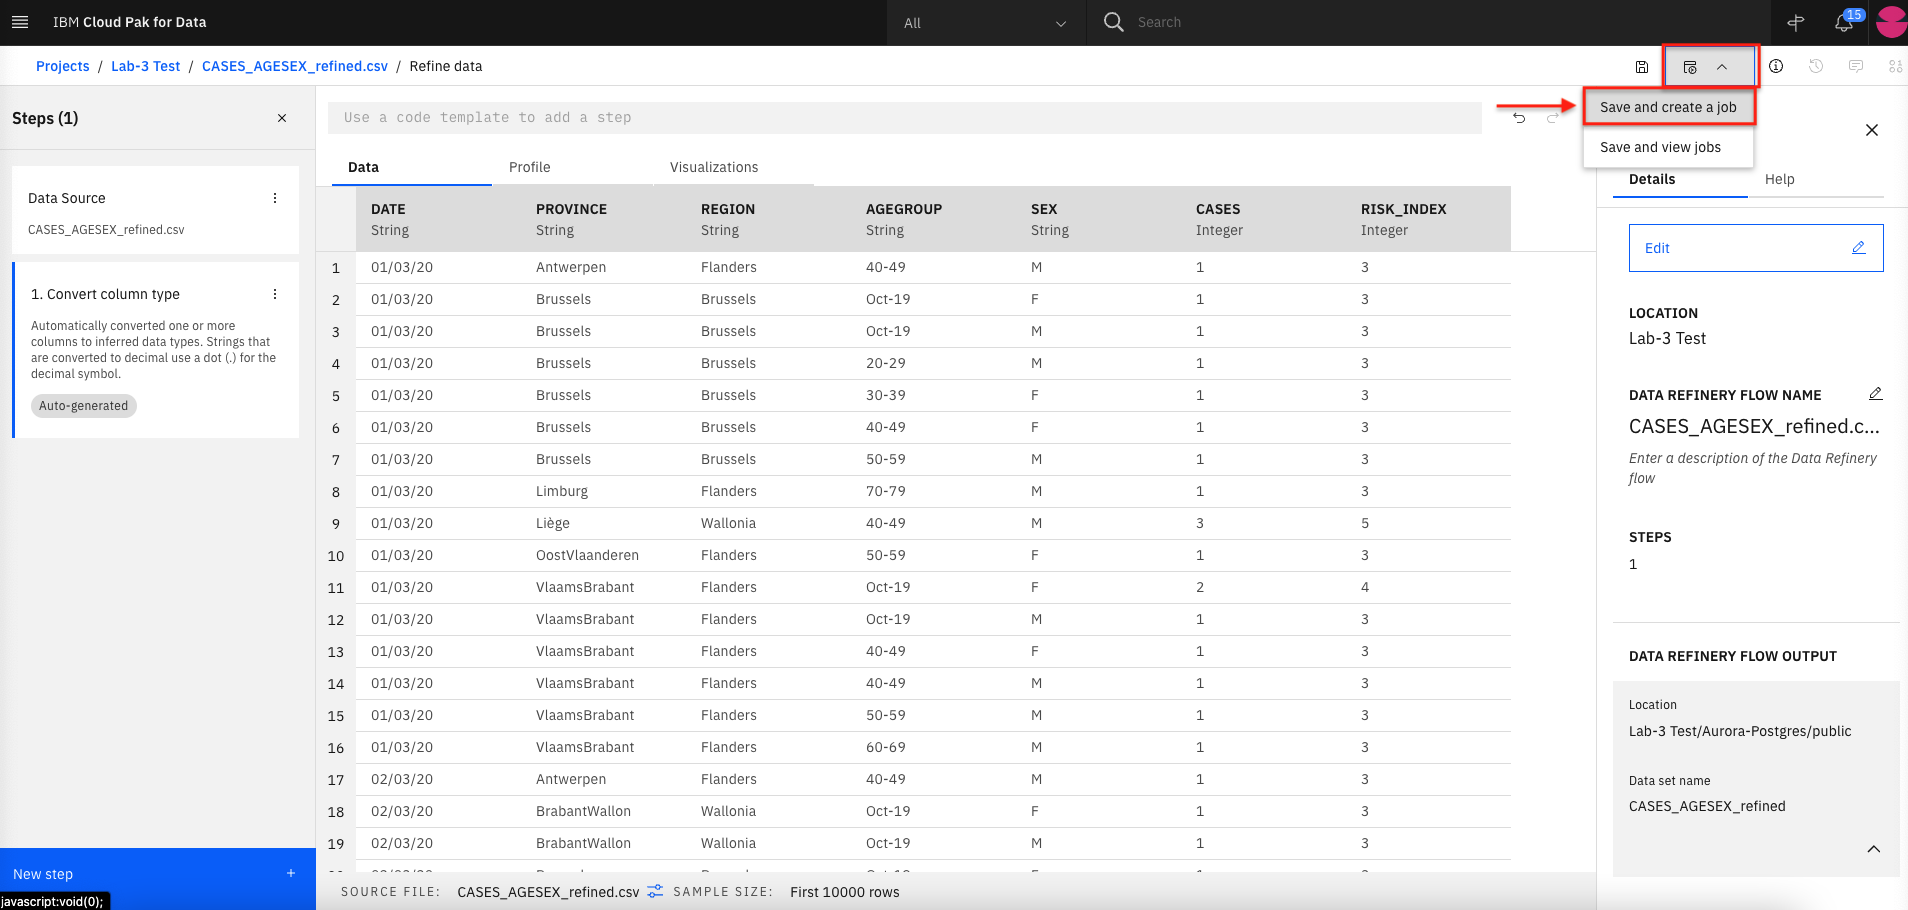 IBM Cloud Pak for Data
All
Search
15
Projects / Lab-3 Test / CASES_AGESEX_refined.csv / Refine data
Save and create a job
Save and view jobs
Steps (1)
Data Source
CASES_AGESEX_refined.csv
1. Convert column type
Automatically converted one or more
columns to inferred data types. Strings that
are converted to decimal use a dot (.) for the
decimal symbol.
Auto-generated
New step
javascript:void(0);
Use a code template to add a step
Data Profile Visualizations
DATE PROVINCE REGION AGEGROUP SEX CASES RISK_INDEX
String String String String String Integer Integer
1 01/03/20 Antwerpen Flanders 40-49 M 1 3
2 01/03/20 Brussels Brussels Oct-19 F 1 3
3 01/03/20 Brussels Brussels Oct-19 M 1 3
4 01/03/20 Brussels Brussels 20-29 M 1 3
5 01/03/20 Brussels Brussels 30-39 F 1 3
6 01/03/20 Brussels Brussels 40-49 F 1 3
7 01/03/20 Brussels Brussels 50-59 M 1 3
8 01/03/20 Limburg Flanders 70-79 M 1 3
9 01/03/20 Liège Wallonia 40-49 M 3 5
10 01/03/20 OostVlaanderen Flanders 50-59 F 1 3
11 01/03/20 VlaamsBrabant Flanders Oct-19 F 2 4
12 01/03/20 VlaamsBrabant Flanders Oct-19 M 1 3
13 01/03/20 VlaamsBrabant Flanders 40-49 F 1 3
14 01/03/20 VlaamsBrabant Flanders 40-49 M 1 3
15 01/03/20 VlaamsBrabant Flanders 50-59 M 1 3
16 01/03/20 VlaamsBrabant Flanders 60-69 M 1 3
17 02/03/20 Antwerpen Flanders 40-49 M 1 3
18 02/03/20 BrabantWallon Wallonia Oct-19 F 1 3
19 02/03/20 BrabantWallon Wallonia Oct-19 M 1 3
SOURCE FILE: CASES_AGESEX_refined.csv SAMPLE SIZE: First 10000 rows
Details Help
Edit
LOCATION
Lab-3 Test
DATA REFINERY FLOW NAME
CASES_AGESEX_refined.c...
Enter a description of the Data Refinery
flow
STEPS
1
DATA REFINERY FLOW OUTPUT
Location
Lab-3 Test/Aurora-Postgres/public
Data set name
CASES_AGESEX_refined